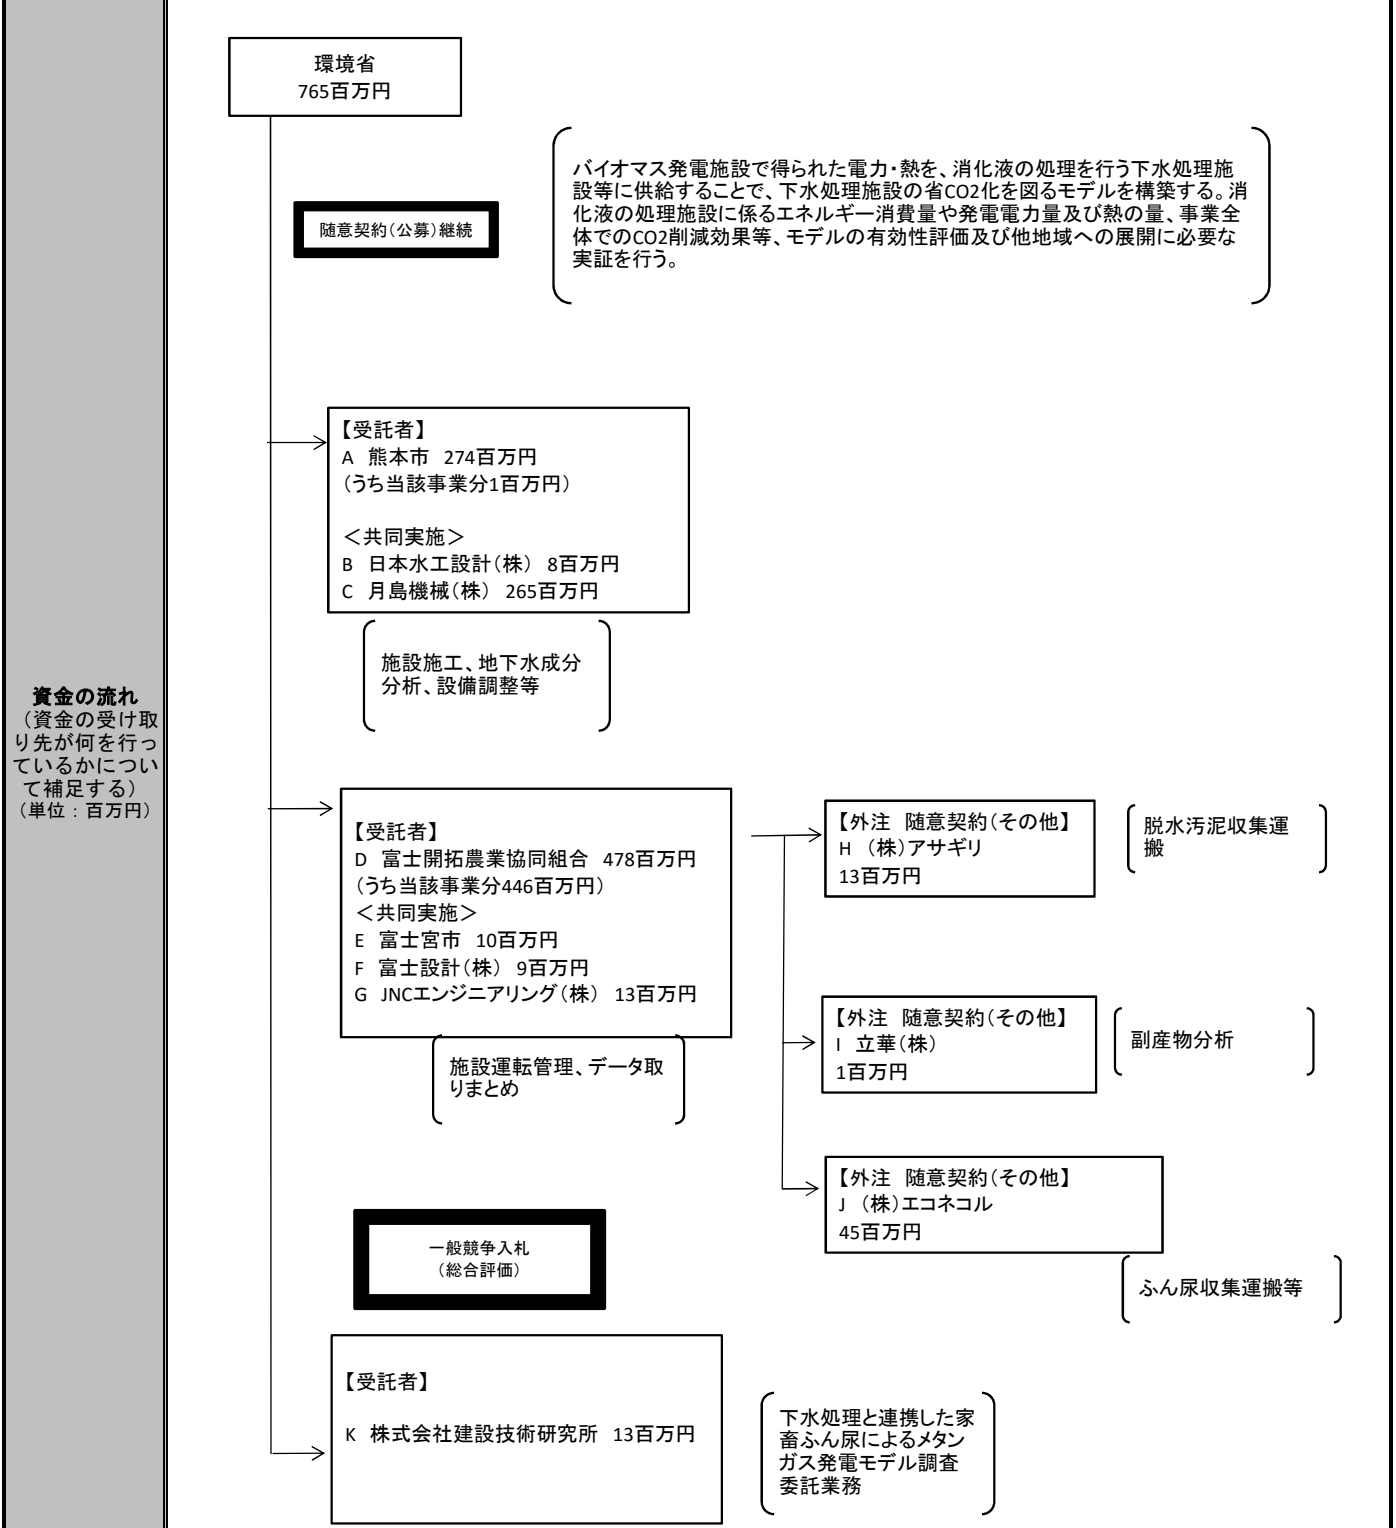 環境省
765百万円
バイオマス発電施設で得られた電力・熱を、消化液の処理を行う下水処理施
設等に供給することで、下水処理施設の省CO2化を図るモデルを構築する。消
化液の処理施設に係るエネルギー消費量や発電電力量及び熱の量、事業全
体でのCO2削減効果等、モデルの有効性評価及び他地域への展開に必要な
実証を行う。
随意契約(公募)継続
【受託者】
A 熊本市 274百万円
(うち当該事業分1百万円)
<共同実施>
B 日本水工設計(株) 8百万円
C 月島機械(株) 265百万円
施設施工、地下水成分
分析、設備調整等
資金の流れ
(資金の受け取
り先が何を行っ
ているかについ
て補足する)
(単位:百万円)
【受託者】
D 富士開拓農業協同組合 478百万円
(うち当該事業分446百万円)
<共同実施>
E 富士宮市 10百万円
F 富士設計(株) 9百万円
G JNCエンジニアリング(株) 13百万円
施設運転管理、データ取
りまとめ
【外注 随意契約(その他】
H (株)アサギリ
13百万円
脱水汚泥収集運
搬
【外注 随意契約(その他】
I 立華(株)
1百万円
副産物分析
【外注 随意契約(その他】
J (株)エコネコル
45百万円
ふん尿収集運搬等
一般競争入札
(総合評価)
【受託者】
K 株式会社建設技術研究所 13百万円
下水処理と連携した家
畜ふん尿によるメタン
ガス発電モデル調査
委託業務